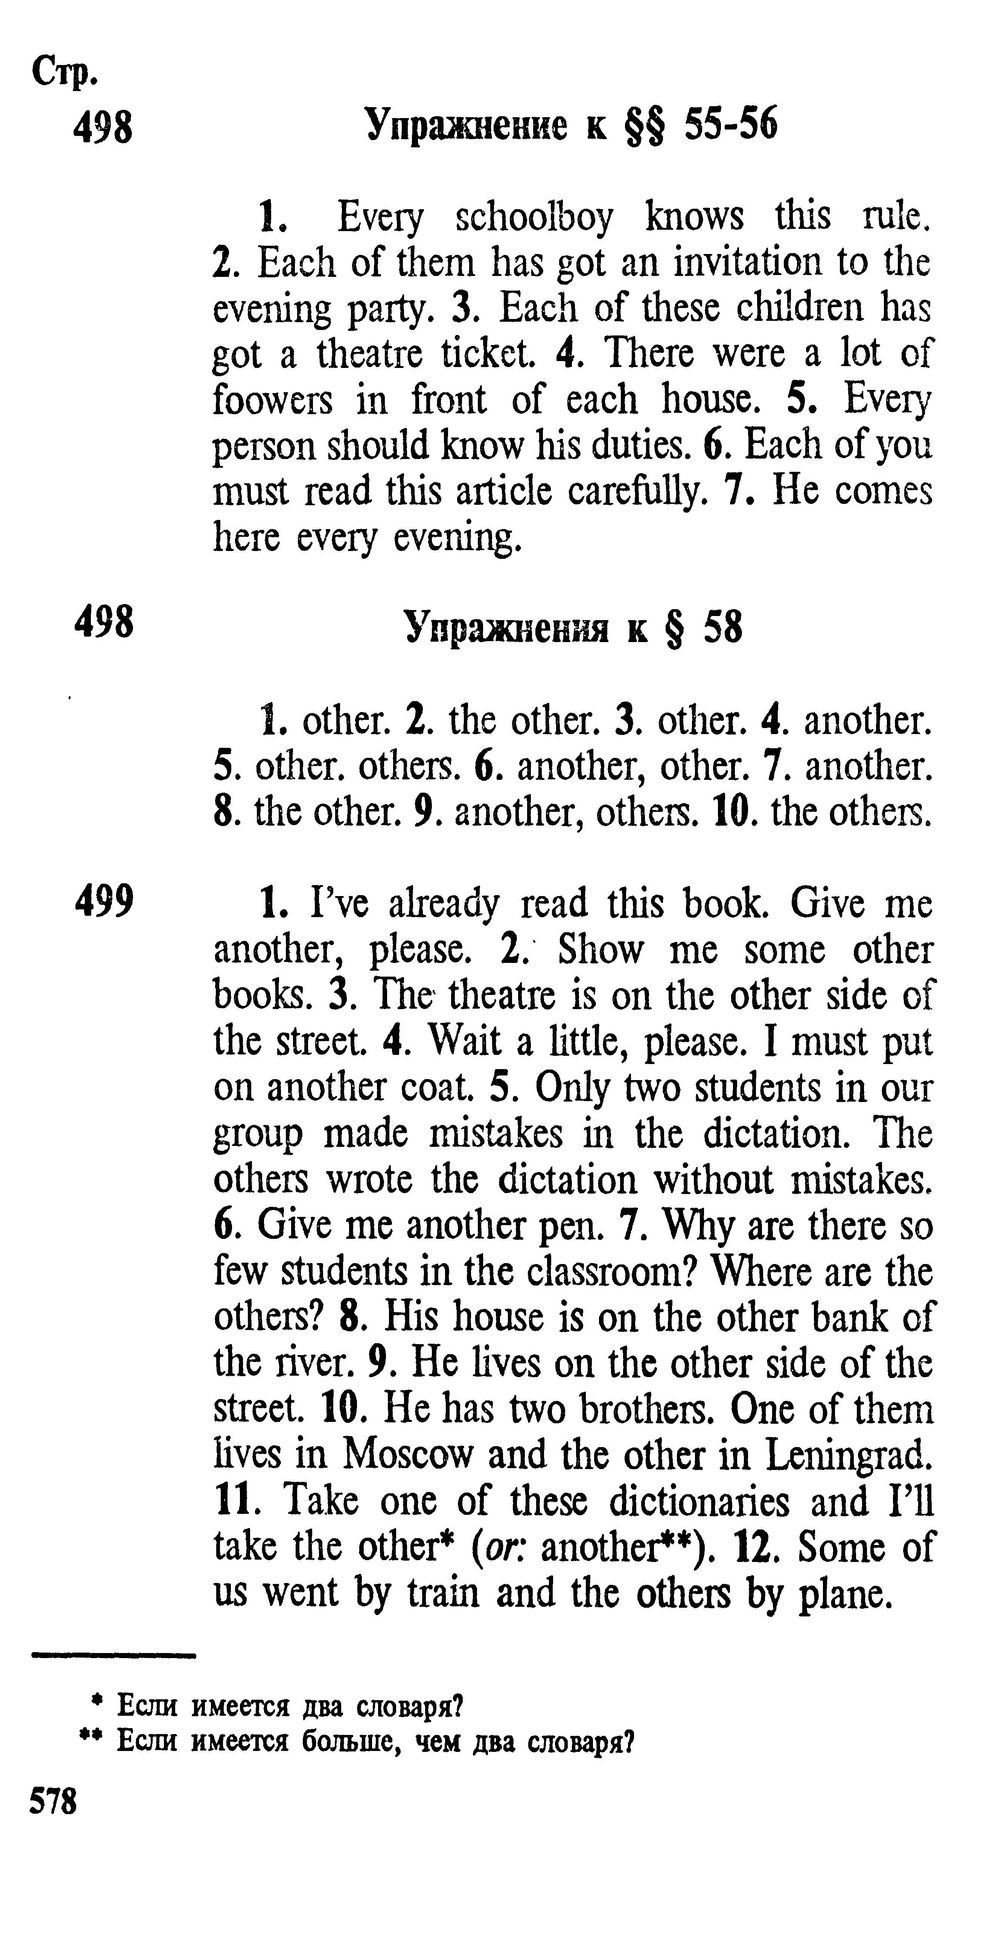 Стр.
498 Упражнение к §§ 55-56
1. Every schoolboy knows this rule.
2. Each of them has got an invitation to the
evening party. 3. Each of these children has
got a theatre ticket. 4. There were a lot of
foowers in front of each house. 5. Every
person should know his duties. 6. Each of you
must read this article carefully. 7. He comes
here every evening.
498 Упражнения к § 58
1. other. 2. the other. 3. other. 4. another.
5. other. others. 6. another, other. 7. another.
8. the other. 9. another, others. 10. the others.
499 1. I've already read this book. Give me
another, please. 2. Show me some other
books. 3. The theatre is on the other side of
the street. 4. Wait a little, please. I must put
on another coat. 5. Only two students in our
group made mistakes in the dictation. The
others wrote the dictation without mistakes.
6. Give me another pen. 7. Why are there so
few students in the classroom? Where are the
others? 8. His house is on the other bank of
the river. 9. He lives on the other side of the
street. 10. He has two brothers. One of them
lives in Moscow and the other in Leningrad.
11. Take one of these dictionaries and I'll
take the other* (or: another**). 12. Some of
us went by train and the others by plane.
* Если имеется два словаря?
** Если имеется больше, чем два словаря?
578